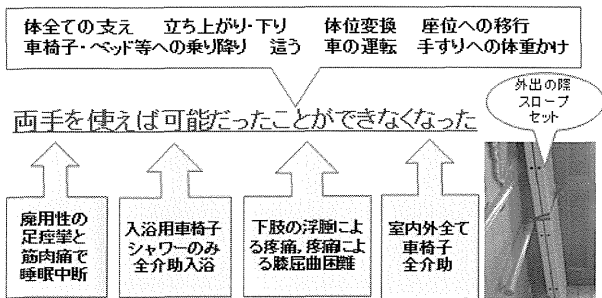 体全ての支え 立ち上がり・下り 体位変換 座位への移行
車椅子・ベッド等への乗り降り 這う 車の運転 手すりへの体重かけ
外出の際
スロープ
セット
両手を使えば可能だったことができなくなった
廃用性の
足痙攣と
筋肉痛で
睡眠中断
入浴用車椅子
シャワーのみ
全介助入浴
下肢の浮腫によ
る疼痛,疼痛によ
る膝屈曲困難
室内外全て
車椅子
全介助